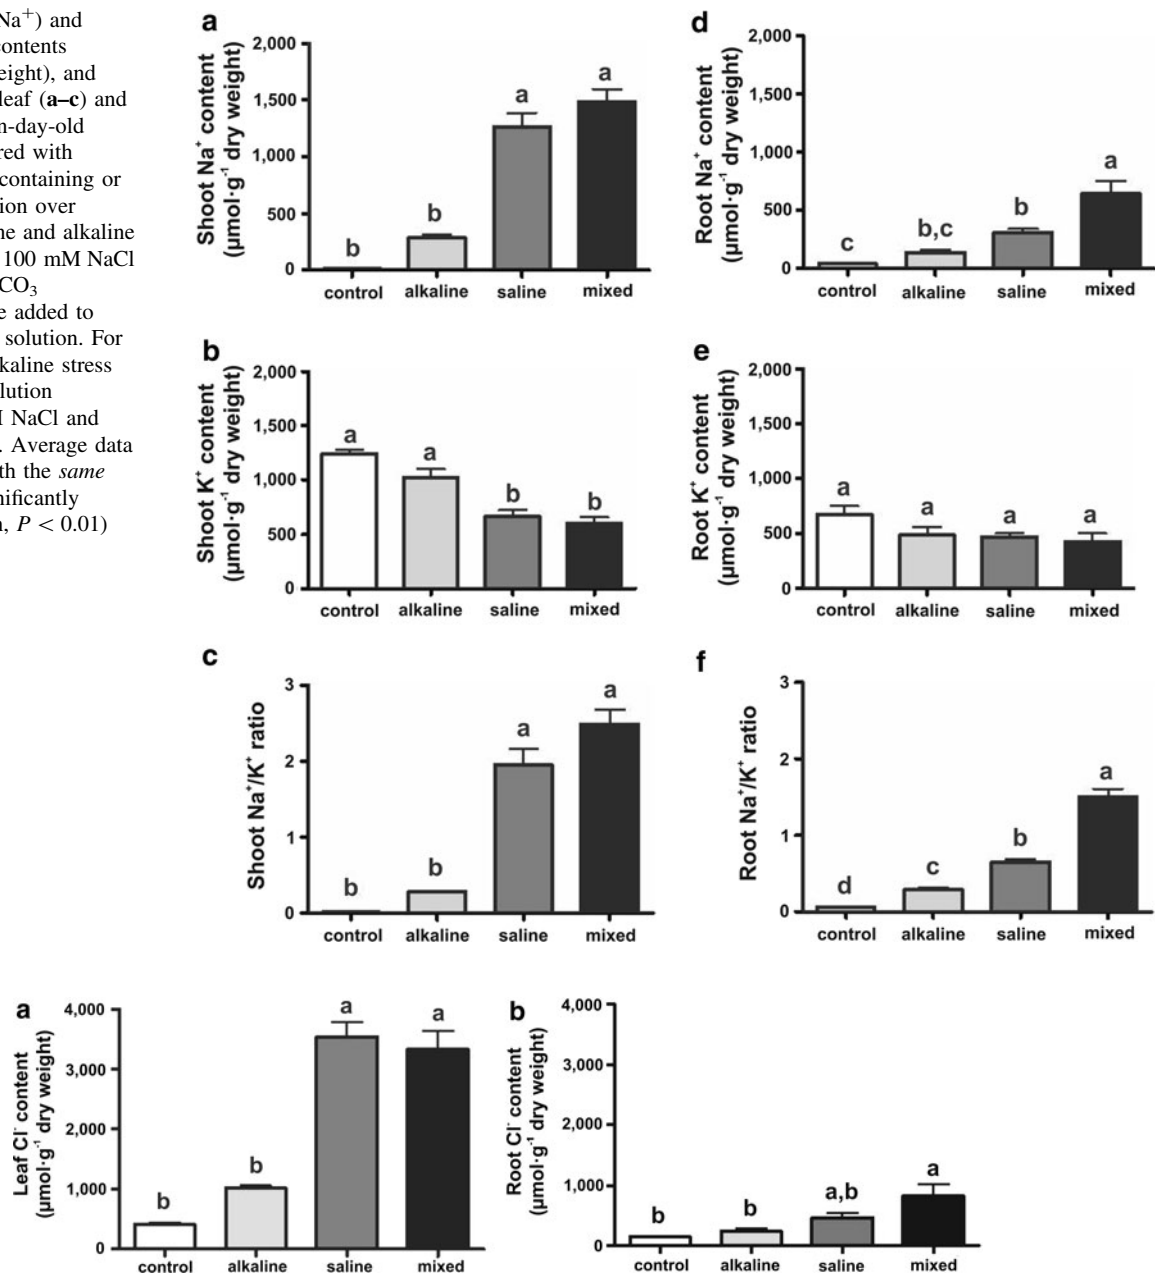 Na⁺) and
contents
eight), and
leaf (a–c) and
n-day-old
red with
containing or
tion over
ne and alkaline
100 mM NaCl
CO₃
e added to
solution. For
kaline stress
lution
M NaCl and
. Average data
th the same
nificantly
n, P < 0.01)
a
Shoot Na⁺ content
(µmol·g⁻¹ dry weight)
2,000
1,500
1,000
500
0
b
b
a
a
control alkaline saline mixed
d
Root Na⁺ content
(µmol·g⁻¹ dry weight)
2,000
1,500
1,000
500
0
c
b,c
b
a
control alkaline saline mixed
b
Shoot K⁺ content
(µmol·g⁻¹ dry weight)
2,000
1,500
1,000
500
0
a
a
b
b
control alkaline saline mixed
e
Root K⁺ content
(µmol·g⁻¹ dry weight)
2,000
1,500
1,000
500
0
a
a
a
a
control alkaline saline mixed
c
Shoot Na⁺/K⁺ ratio
3
2
1
0
b
b
a
a
control alkaline saline mixed
f
Root Na⁺/K⁺ ratio
3
2
1
0
d
c
b
a
control alkaline saline mixed
a
Leaf Cl⁻ content
(µmol·g⁻¹ dry weight)
4,000
3,000
2,000
1,000
0
b
b
a
a
control alkaline saline mixed
b
Root Cl⁻ content
(µmol·g⁻¹ dry weight)
4,000
3,000
2,000
1,000
0
b
b
a,b
a
control alkaline saline mixed